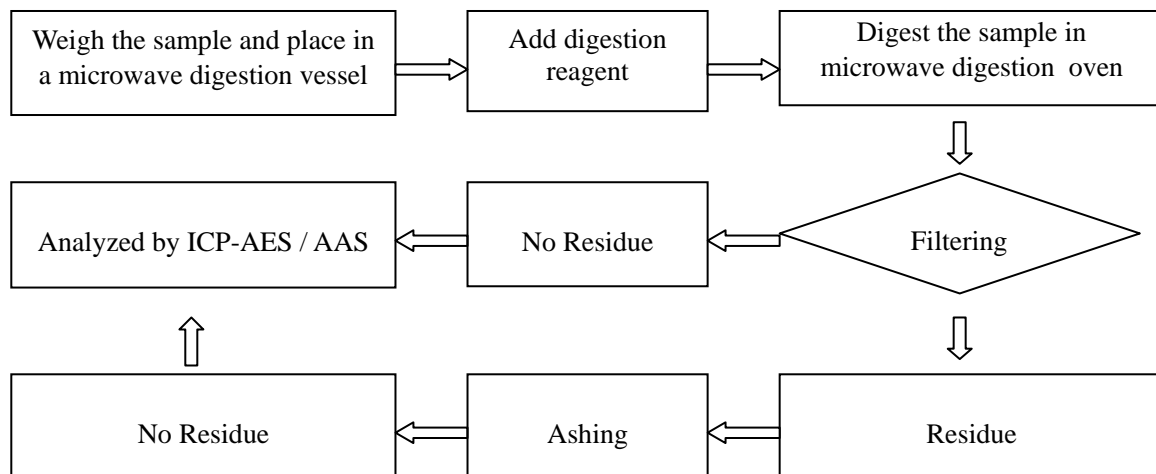 Weigh the sample and place in
a microwave digestion vessel
Add digestion
reagent
Digest the sample in
microwave digestion oven
Filtering
No Residue
Analyzed by ICP-AES / AAS
Residue
Ashing
No Residue